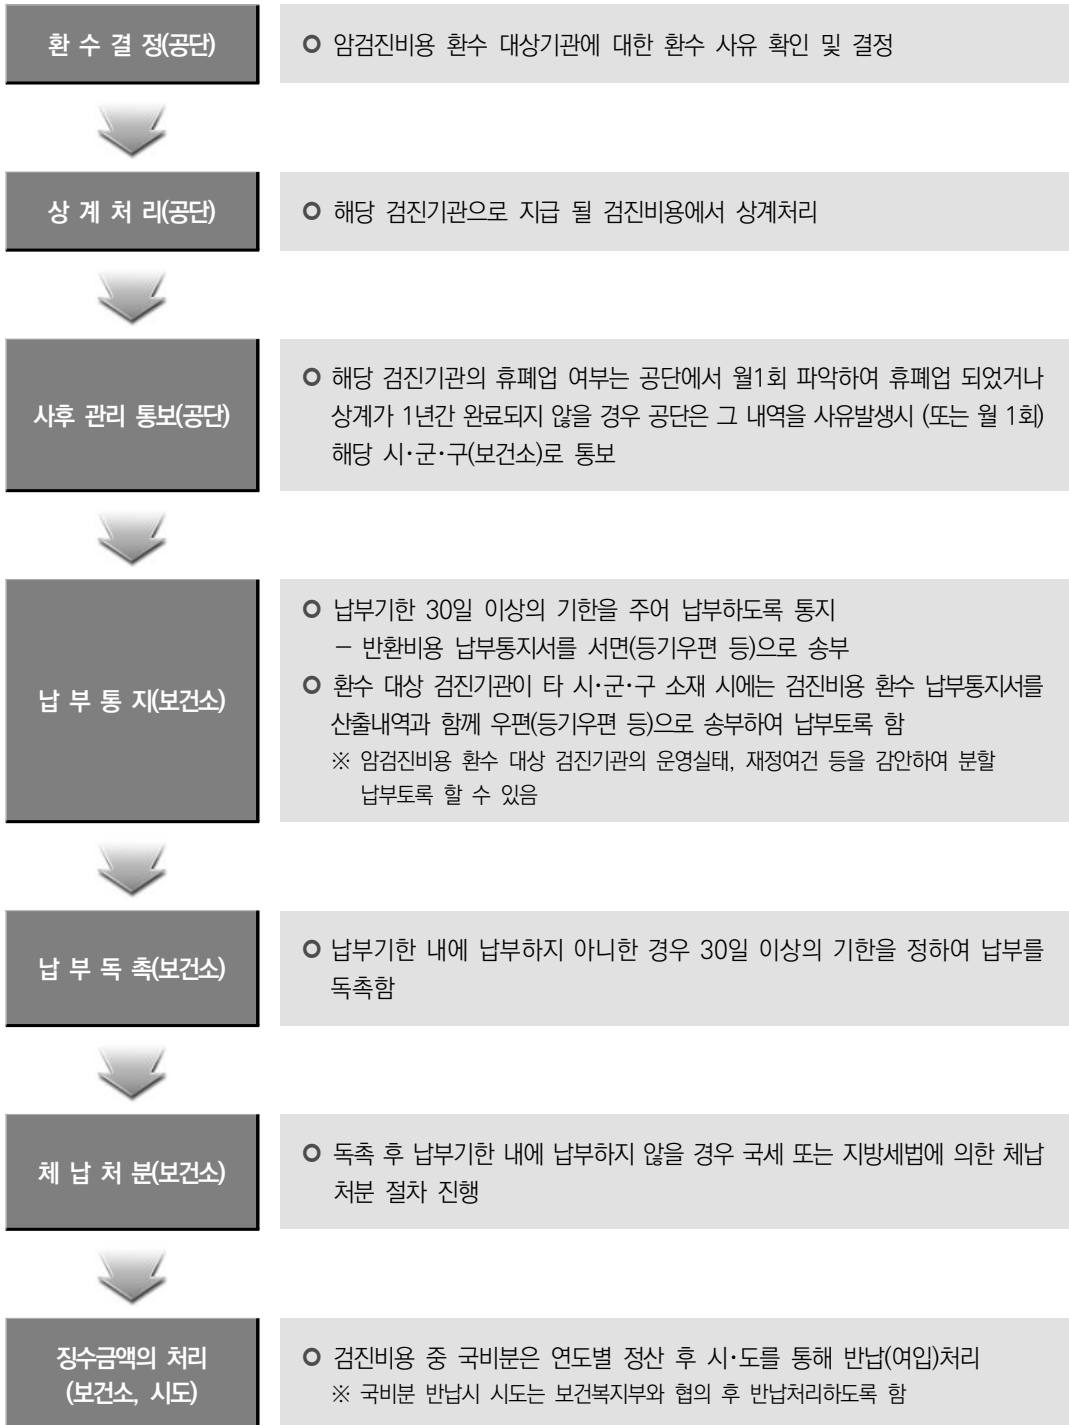 환 수 결 정(공단)
○ 암검진비용 환수 대상기관에 대한 환수 사유 확인 및 결정
상 계 처 리(공단)
○ 해당 검진기관으로 지급 될 검진비용에서 상계처리
사후 관리 통보(공단)
○ 해당 검진기관의 휴폐업 여부는 공단에서 월1회 파악하여 휴폐업 되었거나
상계가 1년간 완료되지 않을 경우 공단은 그 내역을 사유발생시 (또는 월 1회)
해당 시·군·구(보건소)로 통보
납 부 통 지(보건소)
○ 납부기한 30일 이상의 기한을 주어 납부하도록 통지
- 반환비용 납부통지서를 서면(등기우편 등)으로 송부
○ 환수 대상 검진기관이 타 시·군·구 소재 시에는 검진비용 환수 납부통지서를
산출내역과 함께 우편(등기우편 등)으로 송부하여 납부토록 함
※ 암검진비용 환수 대상 검진기관의 운영실태, 재정여건 등을 감안하여 분할
납부토록 할 수 있음
납 부 독 촉(보건소)
○ 납부기한 내에 납부하지 아니한 경우 30일 이상의 기한을 정하여 납부를
독촉함
체 납 처 분(보건소)
○ 독촉 후 납부기한 내에 납부하지 않을 경우 국세 또는 지방세법에 의한 체납
처분 절차 진행
징수금액의 처리
(보건소, 시도)
○ 검진비용 중 국비분은 연도별 정산 후 시·도를 통해 반납(여입)처리
※ 국비분 반납시 시도는 보건복지부와 협의 후 반납처리하도록 함